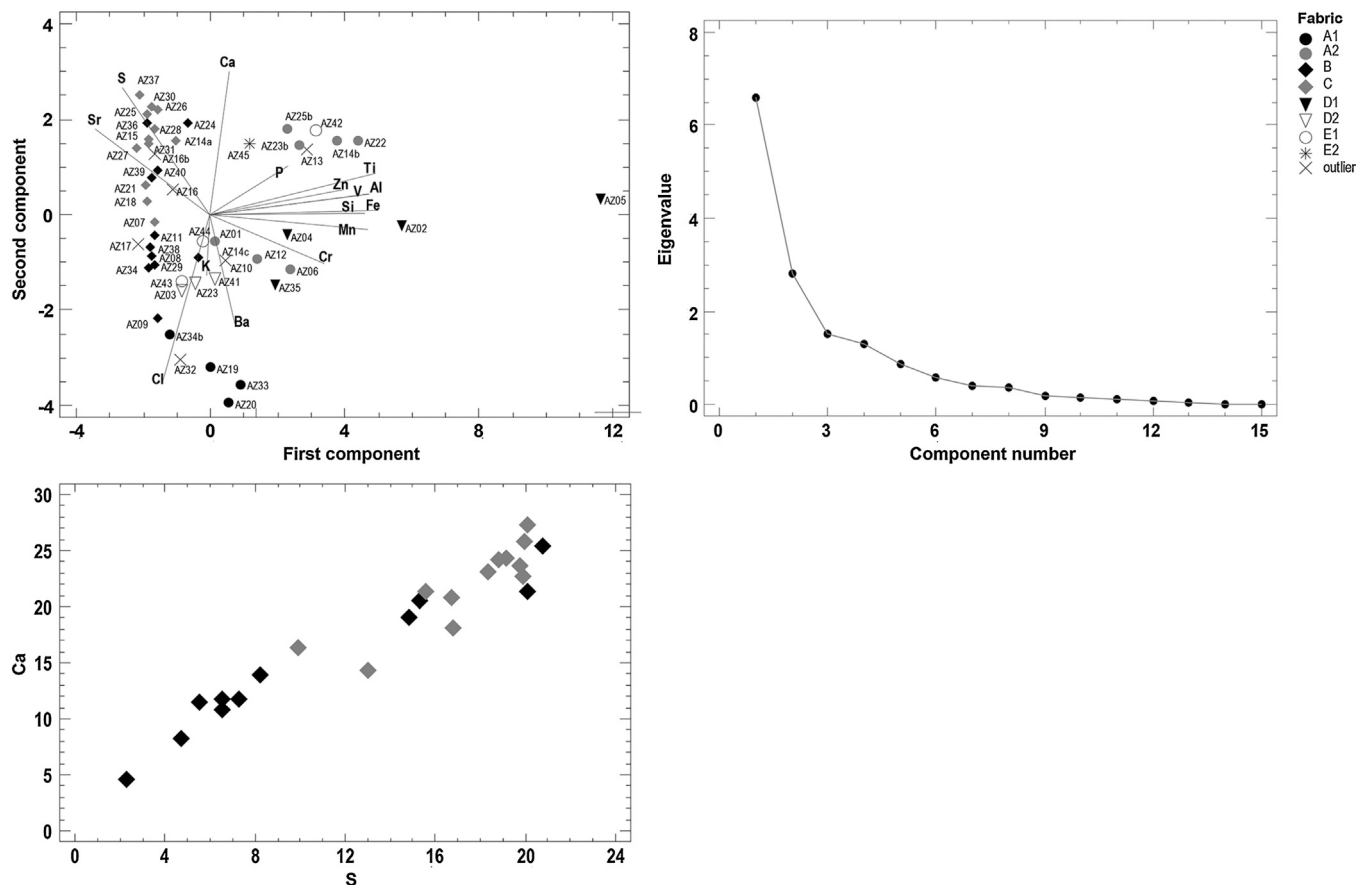 4
2
0
-2
-4
Second component
-4
0
4
8
12
First component
AZ37
S
AZ30
AZ25
AZ26
Sr
AZ36
AZ28
AZ24
AZ15
AZ14a
AZ31
AZ27
AZ16b
AZ39
AZ40
AZ21
AZ16
AZ18
AZ07
AZ11
AZ17
AZ38
AZ08
AZ34
AZ29
AZ43
AZ03
AZ23
AZ41
AZ09
AZ34b
AZ32
Cl
AZ19
AZ33
AZ20
Ca
AZ25b
AZ42
AZ45
AZ23b
AZ13
AZ14b
AZ22
P
Ti
Zn
V
Al
Si
Fe
Mn
AZ05
AZ02
AZ44
AZ01
AZ04
AZ14c
AZ12
Cr
K
AZ10
AZ06
AZ35
Ba
8
6
4
2
0
Eigenvalue
0
3
6
9
12
15
Component number
Fabric
A1
A2
B
C
D1
D2
E1
E2
outlier
30
25
20
15
10
5
0
Ca
0
4
8
12
16
20
24
S